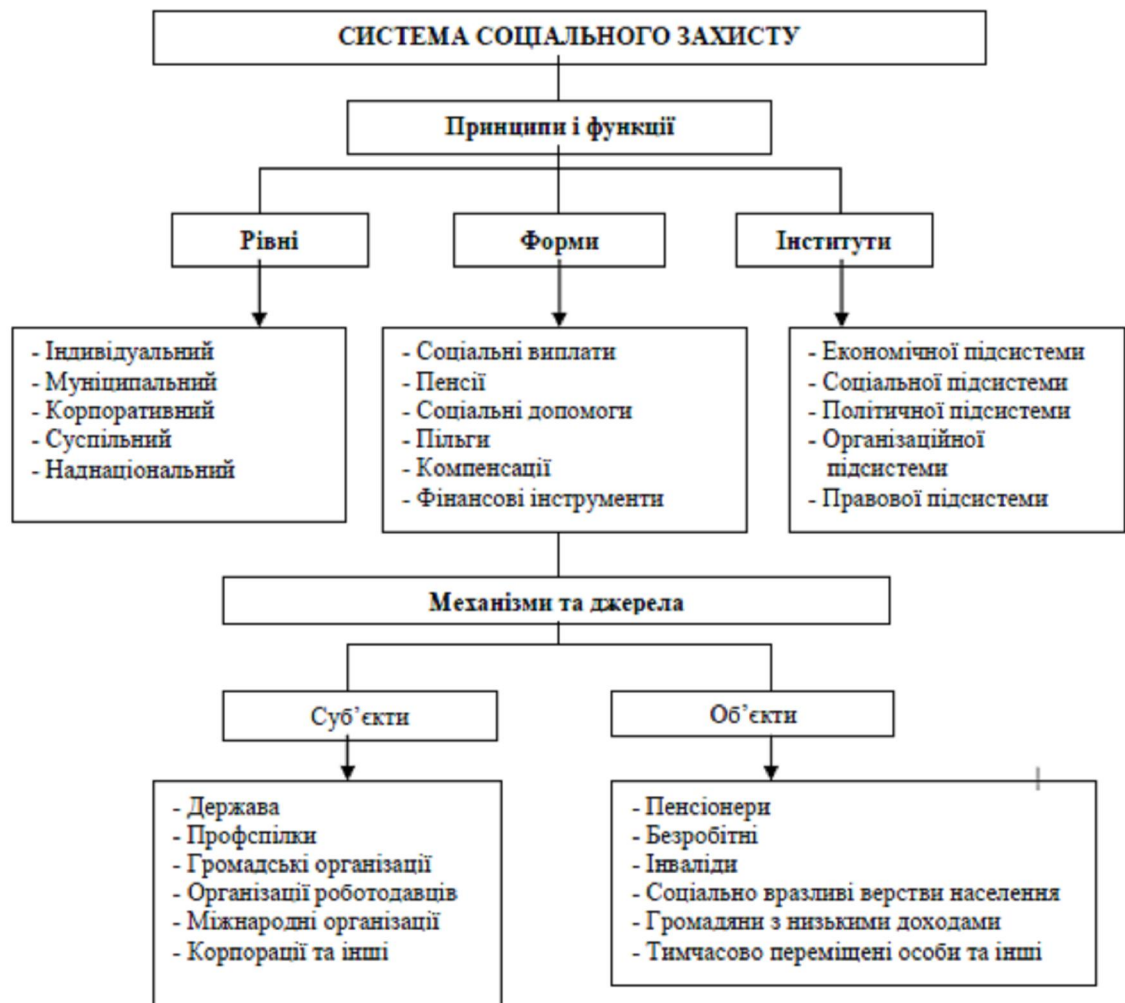 СИСТЕМА СОЦІАЛЬНОГО ЗАХИСТУ
Принципи і функції
Рівні
Форми
Інститути
- Індивідуальний
- Муніципальний
- Корпоративний
- Суспільний
- Наднаціональний
- Соціальні виплати
- Пенсії
- Соціальні допомоги
- Пільги
- Компенсації
- Фінансові інструменти
- Економічної підсистеми
- Соціальної підсистеми
- Політичної підсистеми
- Організаційної
підсистеми
- Правової підсистеми
Механізми та джерела
Суб’єкти
Об’єкти
- Держава
- Профспілки
- Громадські організації
- Організації роботодавців
- Міжнародні організації
- Корпорації та інші
- Пенсіонери
- Безробітні
- Інваліди
- Соціально вразливі верстви населення
- Громадяни з низькими доходами
- Тимчасово переміщені особи та інші